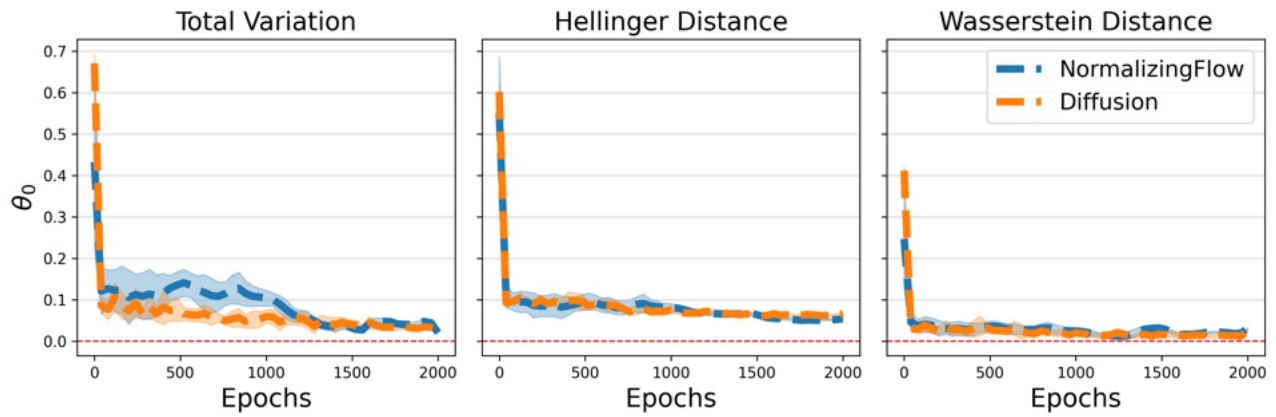 Total Variation
Hellinger Distance
Wasserstein Distance
0.7
0.6
0.5
0.4
0.3
0.2
0.1
0.0
θ0
NormalizingFlow
Diffusion
0 500 1000 1500 2000
0 500 1000 1500 2000
0 500 1000 1500 2000
Epochs
Epochs
Epochs